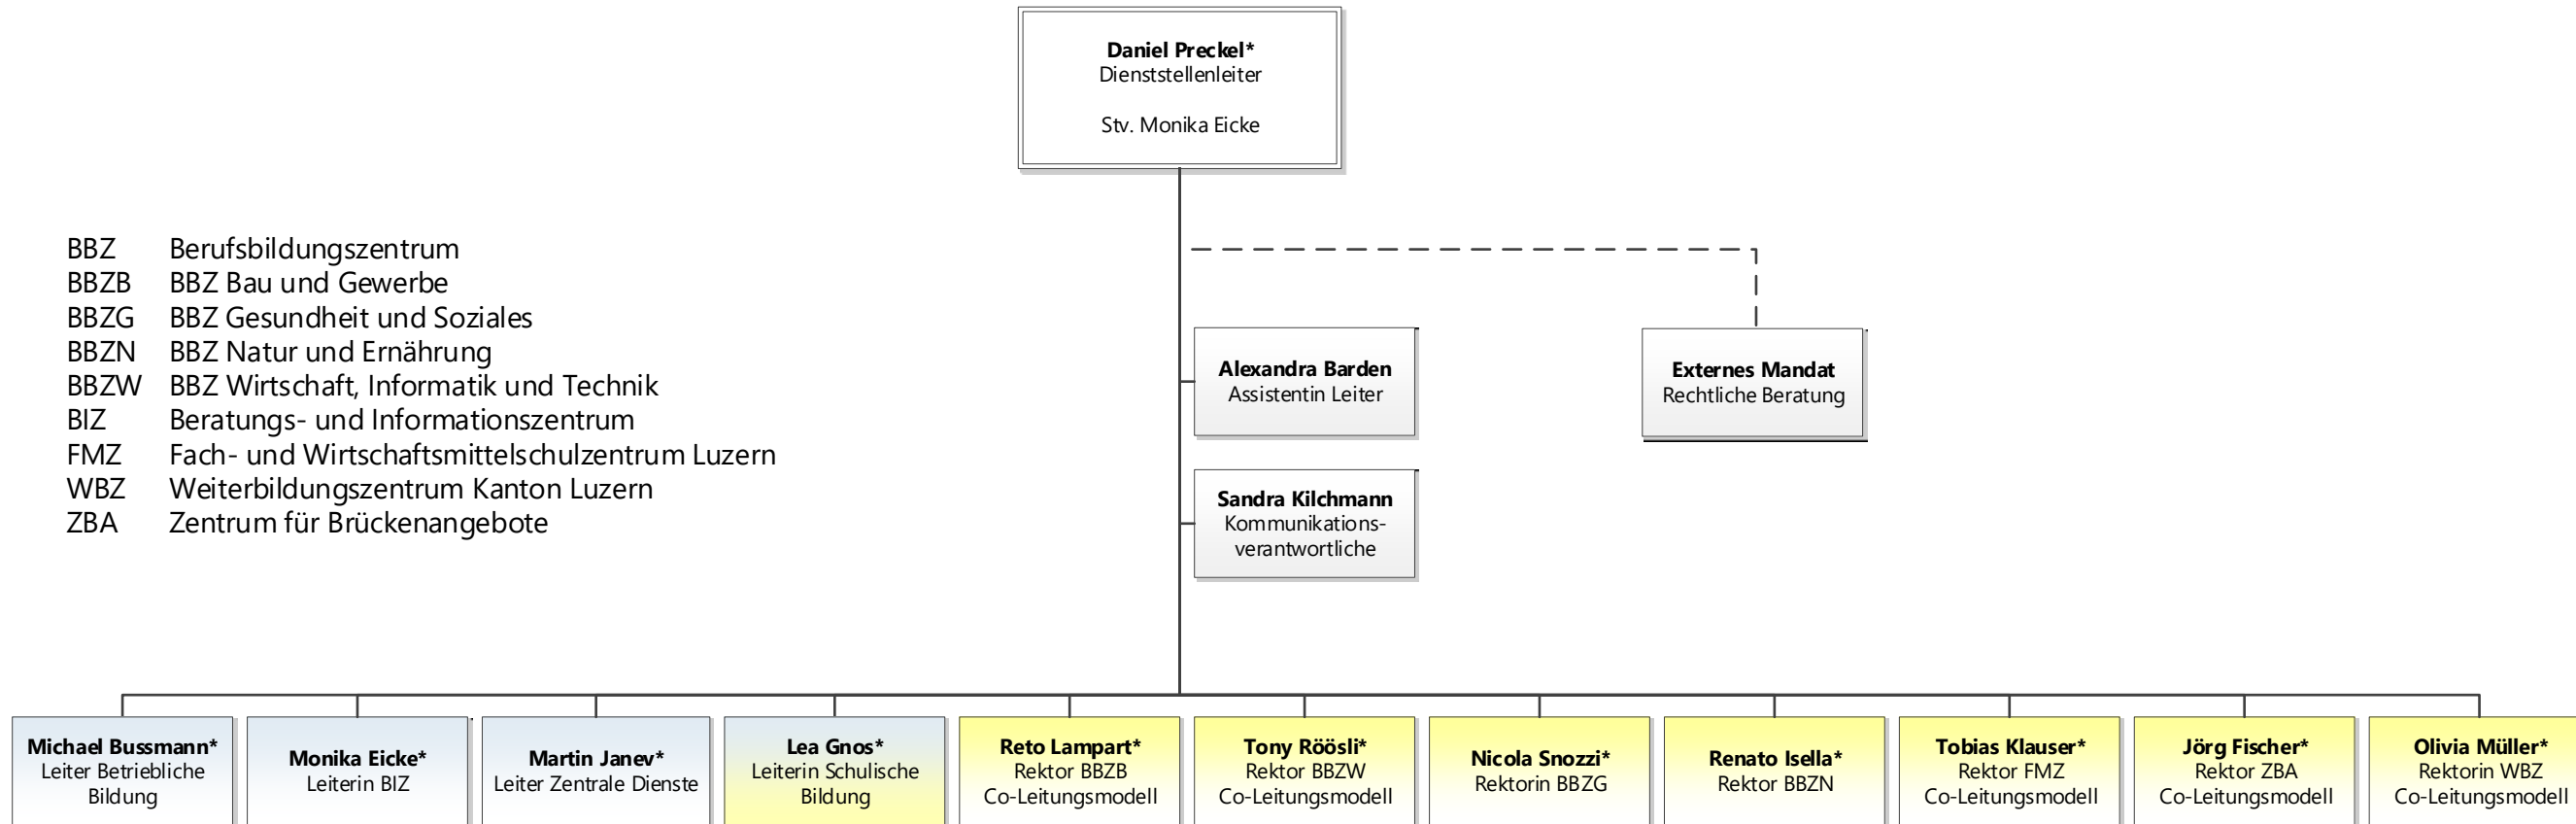 Daniel Preckel*
Dienststellenleiter
Stv. Monika Eicke
BBZ Berufsbildungszentrum
BBZB BBZ Bau und Gewerbe
BBZG BBZ Gesundheit und Soziales
BBZN BBZ Natur und Ernährung
BBZW BBZ Wirtschaft, Informatik und Technik
BIZ Beratungs- und Informationszentrum
FMZ Fach- und Wirtschaftsmittelschulzentrum Luzern
WBZ Weiterbildungszentrum Kanton Luzern
ZBA Zentrum für Brückenangebote
Alexandra Barden
Assistentin Leiter
Externes Mandat
Rechtliche Beratung
Sandra Kilchmann
Kommunikations-
verantwortliche
Michael Bussmann*
Leiter Betriebliche
Bildung
Monika Eicke*
Leiterin BIZ
Martin Janev*
Leiter Zentrale Dienste
Lea Gnos*
Leiterin Schulische
Bildung
Reto Lampart*
Rektor BBZB
Co-Leitungsmodell
Tony Röösli*
Rektor BBZW
Co-Leitungsmodell
Nicola Snozzi*
Rektorin BBZG
Renato Isella*
Rektor BBZN
Tobias Klauser*
Rektor FMZ
Co-Leitungsmodell
Jörg Fischer*
Rektor ZBA
Co-Leitungsmodell
Olivia Müller*
Rektorin WBZ
Co-Leitungsmodell